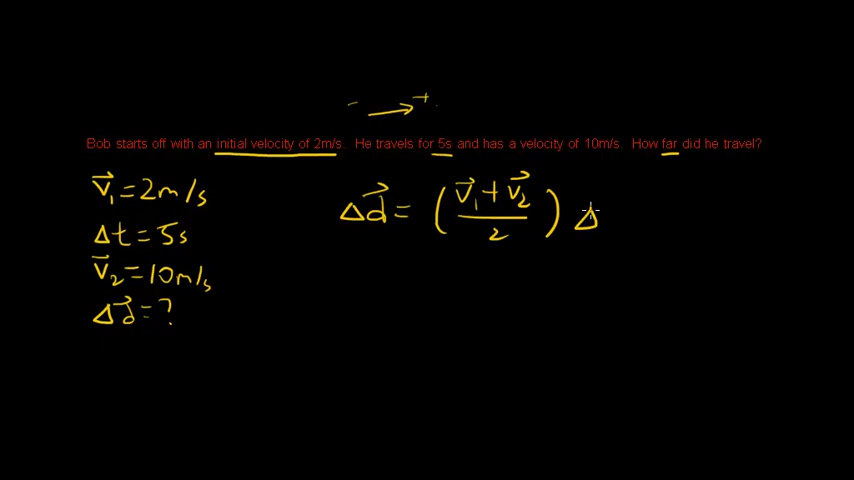 - → +
Bob starts off with an initial velocity of 2m/s. He travels for 5s and has a velocity of 10m/s. How far did he travel?
v⃗₁ = 2m/s
Δt = 5s
v⃗₂ = 10m/s
Δd⃗ = ?
Δd⃗ = ( (v⃗₁ + v⃗₂) / 2 ) Δ